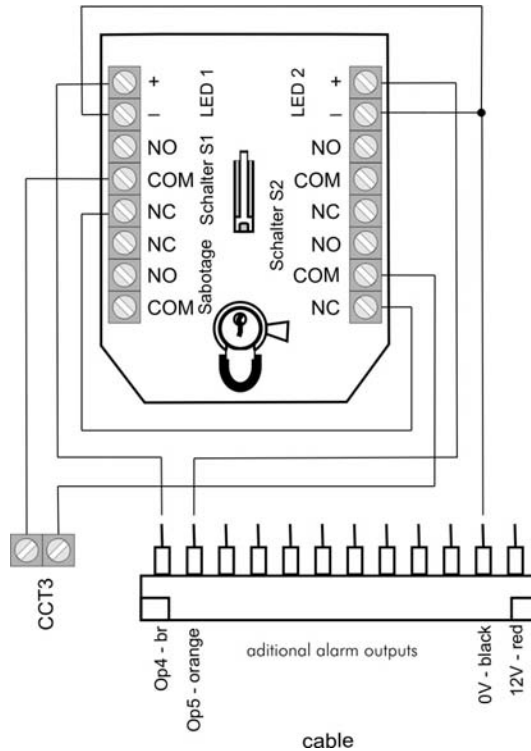 +
–
NO
COM
NC
NC
NO
COM
LED 1
Schalter S1
Sabotage
LED 2
Schalter S2
+
–
NO
COM
NC
NO
COM
NC
CCT3
Op4 - br
Op5 - orange
aditional alarm outputs
0V - black
12V - red
cable